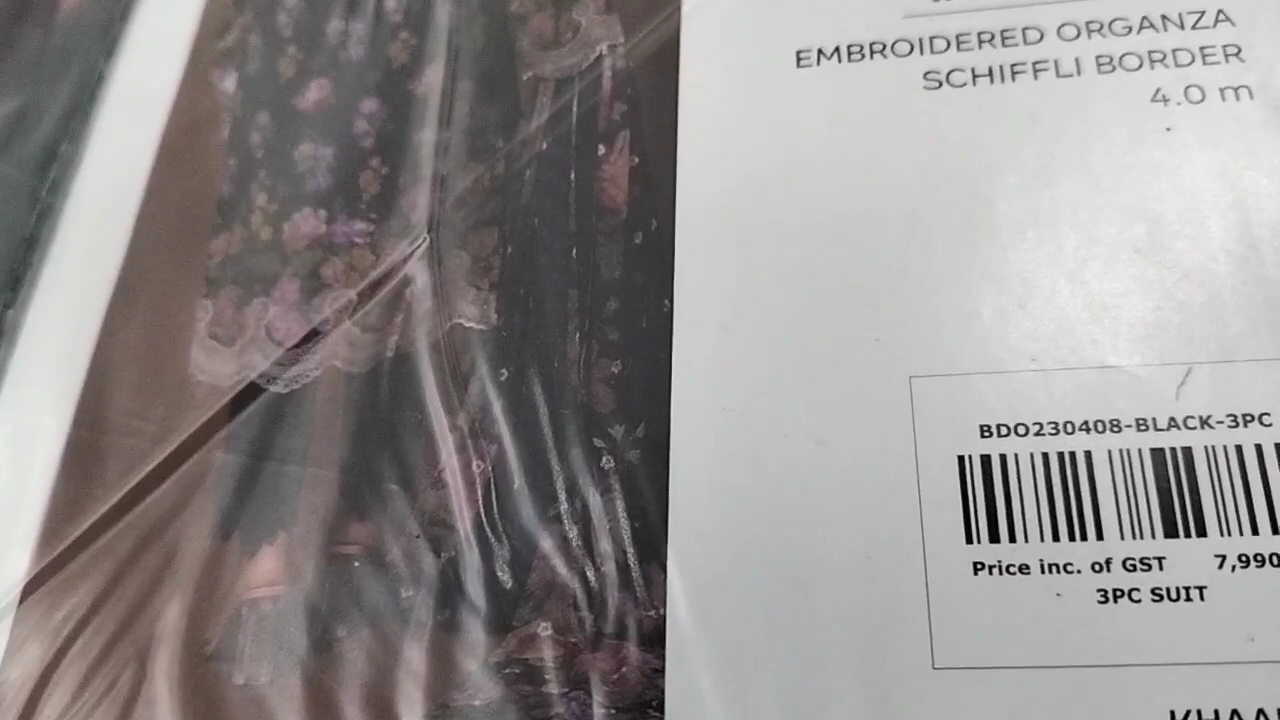 EMBROIDERED ORGANZA
SCHIFFLI BORDER
4.0 m
BDO230408-BLACK-3PC
Price inc. of GST 7,990
3PC SUIT